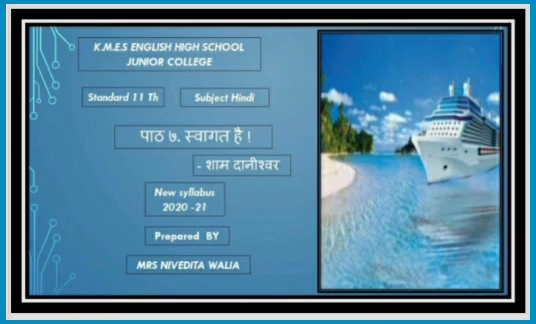 K.M.E.S ENGLISH HIGH SCHOOL
JUNIOR COLLEGE
Standard 11 Th
Subject Hindi
पाठ ७. स्वागत है !
- शाम दानीश्वर
New syllabus
2020 -21
Prepared BY
MRS NIVEDITA WALIA